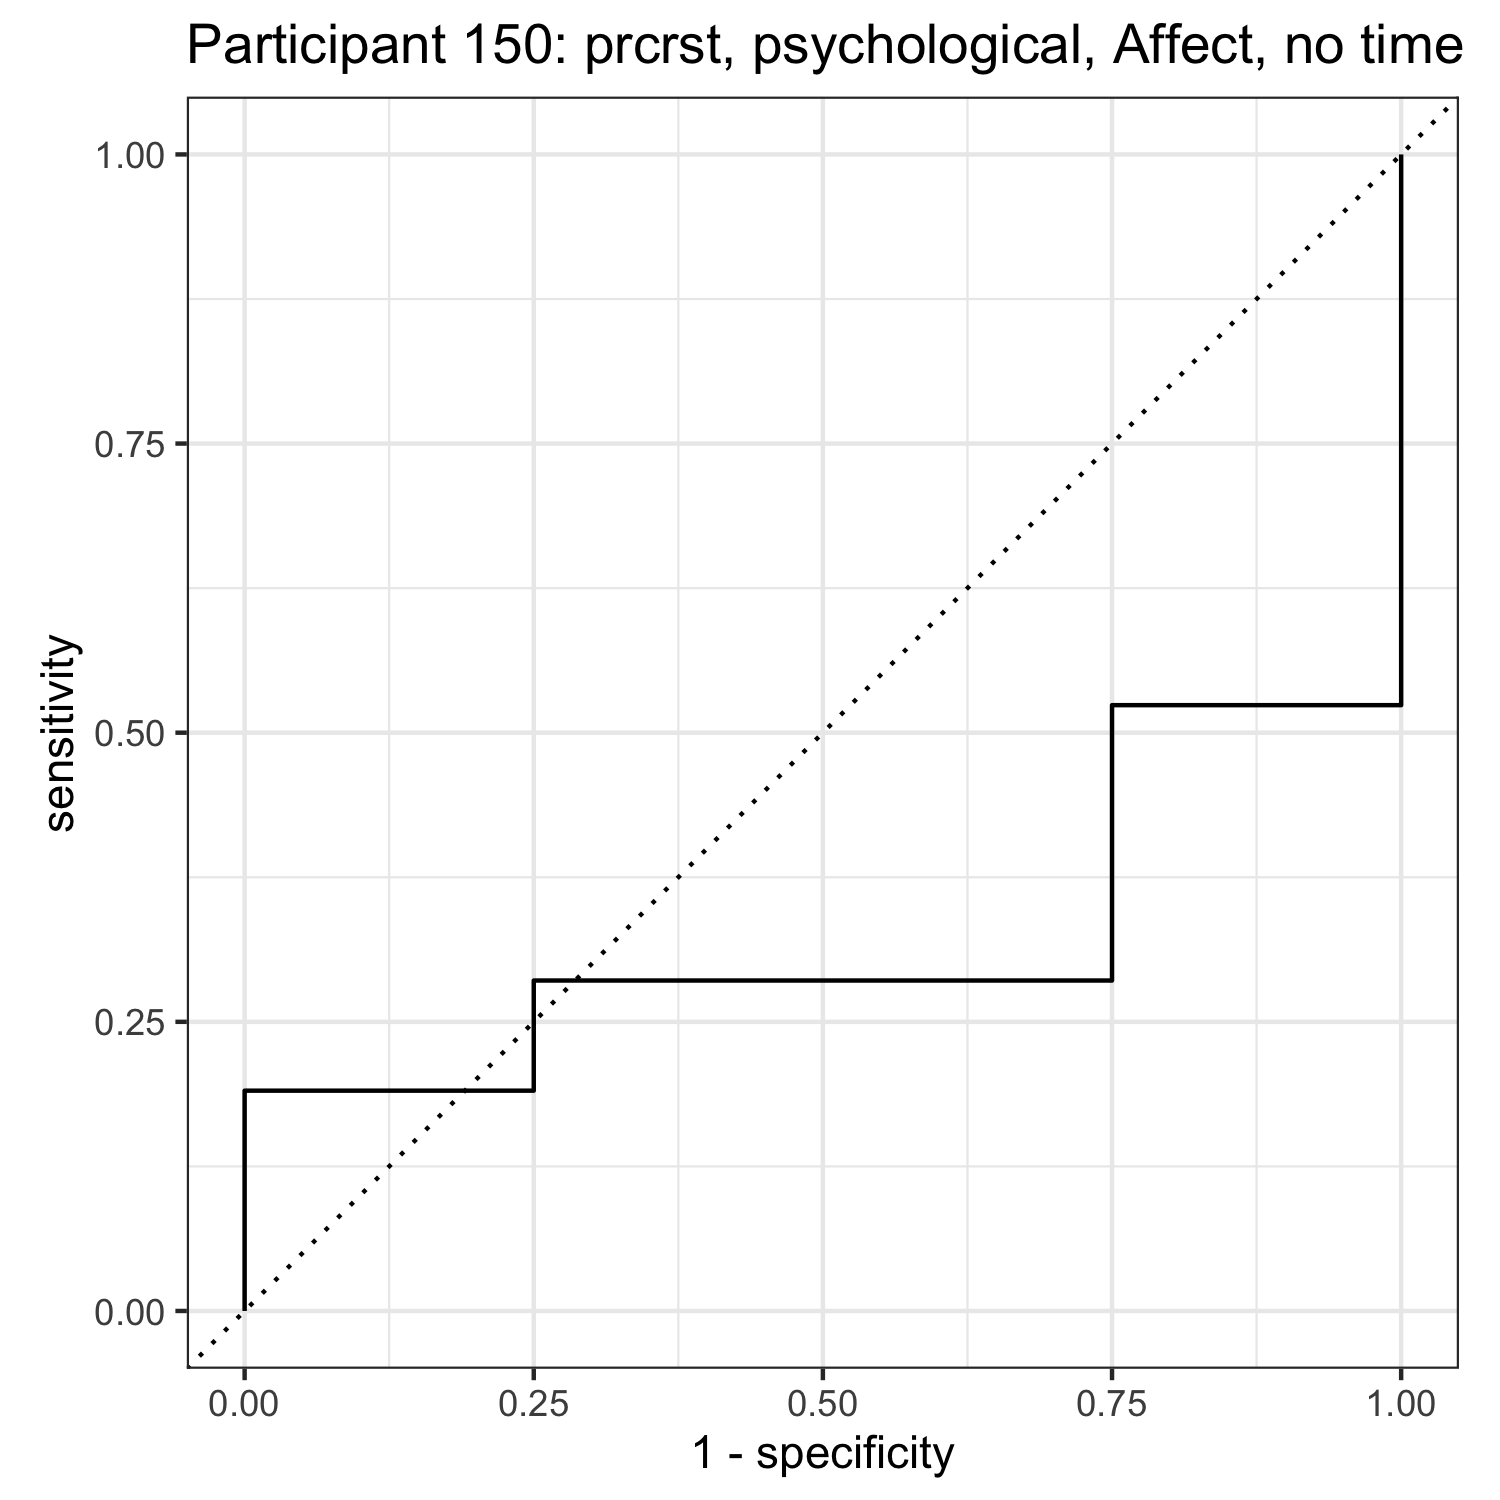 Participant 150: prcrst, psychological, Affect, no time
sensitivity
1.00
0.75
0.50
0.25
0.00
0.00 0.25 0.50 0.75 1.00
1 - specificity